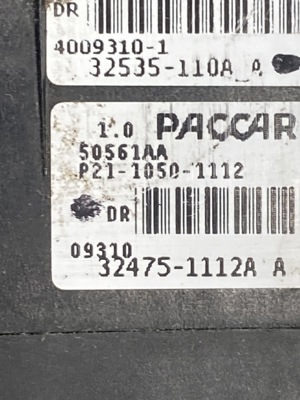 DR
4009310-1
32535-110A A
1.0 PACCAR
50561AA
P21-1050-1112
DR
09310
32475-1112A A